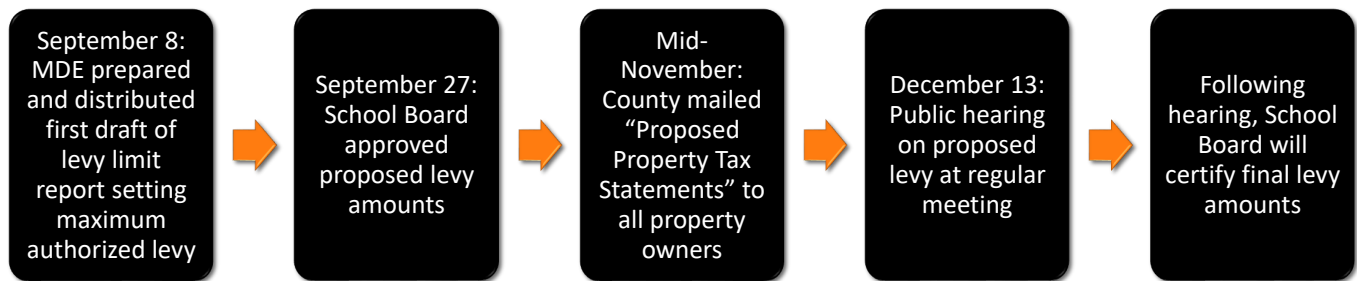 September 8:
MDE prepared
and distributed
first draft of
levy limit
report setting
maximum
authorized levy
September 27:
School Board
approved
proposed levy
amounts
Mid-
November:
County mailed
“Proposed
Property Tax
Statements” to
all property
owners
December 13:
Public hearing
on proposed
levy at regular
meeting
Following
hearing, School
Board will
certify final levy
amounts